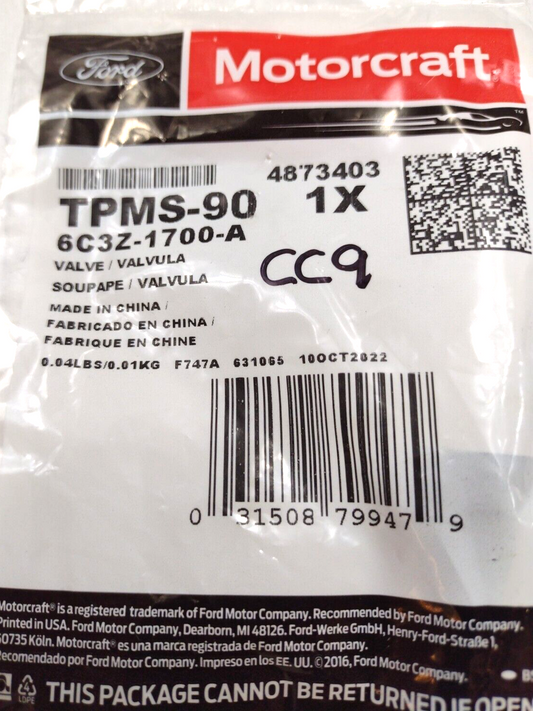 Ford Motorcraft
™
4873403
TPMS-90 1X
6C3Z-1700-A
VALVE / VALVULA
SOUPAPE / VALVULA
CC9
MADE IN CHINA /
FABRICADO EN CHINA /
FABRIQUE EN CHINE
0.04LBS/0.01KG F747A 631065 10OCT2022
0 31508 79947 9
Motorcraft® is a registered trademark of Ford Motor Company. Recommended by Ford Motor Company.
Printed in USA. Ford Motor Company, Dearborn, MI 48126. Ford-Werke GmbH, Henry-Ford-Straße 1,
50735 Köln. Motorcraft® es una marca registrada de Ford Motor Company.
Recomendado por Ford Motor Company. Impreso en los EE. UU. ©2016, Ford Motor Company.
LDPE THIS PACKAGE CANNOT BE RETURNED IF OPEN